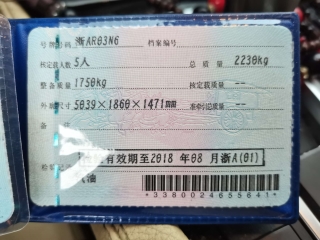 号牌号码 浙AR03N6 档案编号
核定载人数 5人 总质量 2230kg
整备质量 1750kg 核定载质量 --
外廓尺寸 5039×1860×1471mm 准牵引总质量 --
备注
检验记录 有效期至2018年08月浙A(01)
汽油
*3380024655641*